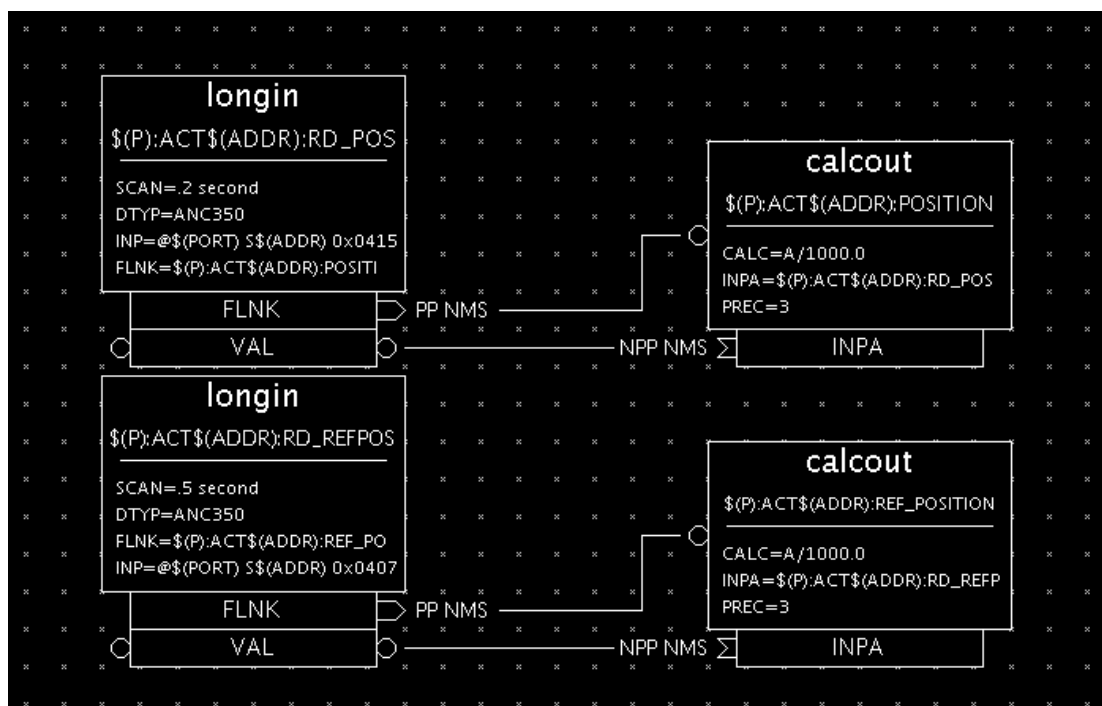 longin
$(P):ACT$(ADDR):RD_POS
SCAN=.2 second
DTYP=ANC350
INP=@$(PORT) S$(ADDR) 0x0415
FLNK=$(P):ACT$(ADDR):POSITI
FLNK
PP NMS
VAL
NPP NMS
calcout
$(P):ACT$(ADDR):POSITION
CALC=A/1000.0
INPA=$(P):ACT$(ADDR):RD_POS
PREC=3
INPA
longin
$(P):ACT$(ADDR):RD_REFPOS
SCAN=.5 second
DTYP=ANC350
FLNK=$(P):ACT$(ADDR):REF_PO
INP=@$(PORT) S$(ADDR) 0x0407
FLNK
PP NMS
VAL
NPP NMS
calcout
$(P):ACT$(ADDR):REF_POSITION
CALC=A/1000.0
INPA=$(P):ACT$(ADDR):RD_REFP
PREC=3
INPA